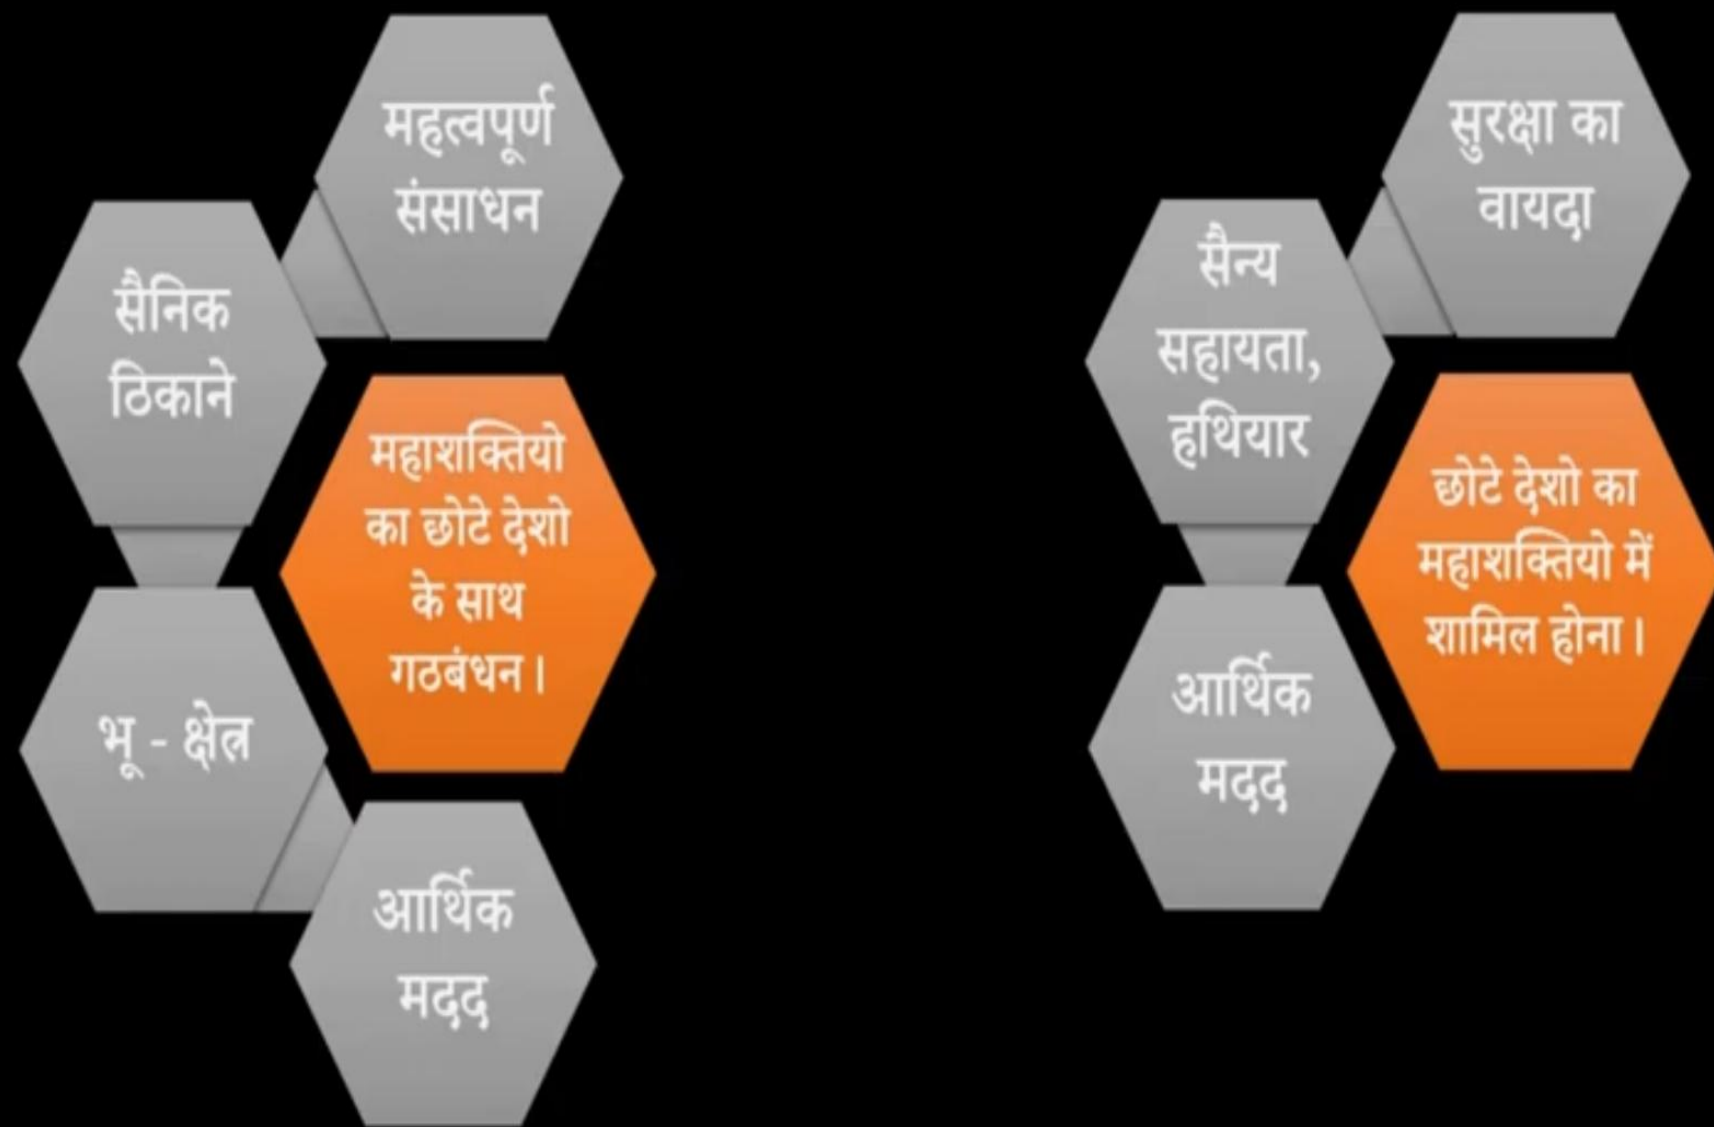 महत्वपूर्ण
संसाधन
सैनिक
ठिकाने
महाशक्तियो
का छोटे देशो
के साथ
गठबंधन।
भू - क्षेत्र
आर्थिक
मदद
सुरक्षा का
वायदा
सैन्य
सहायता,
हथियार
छोटे देशो का
महाशक्तियो में
शामिल होना।
आर्थिक
मदद